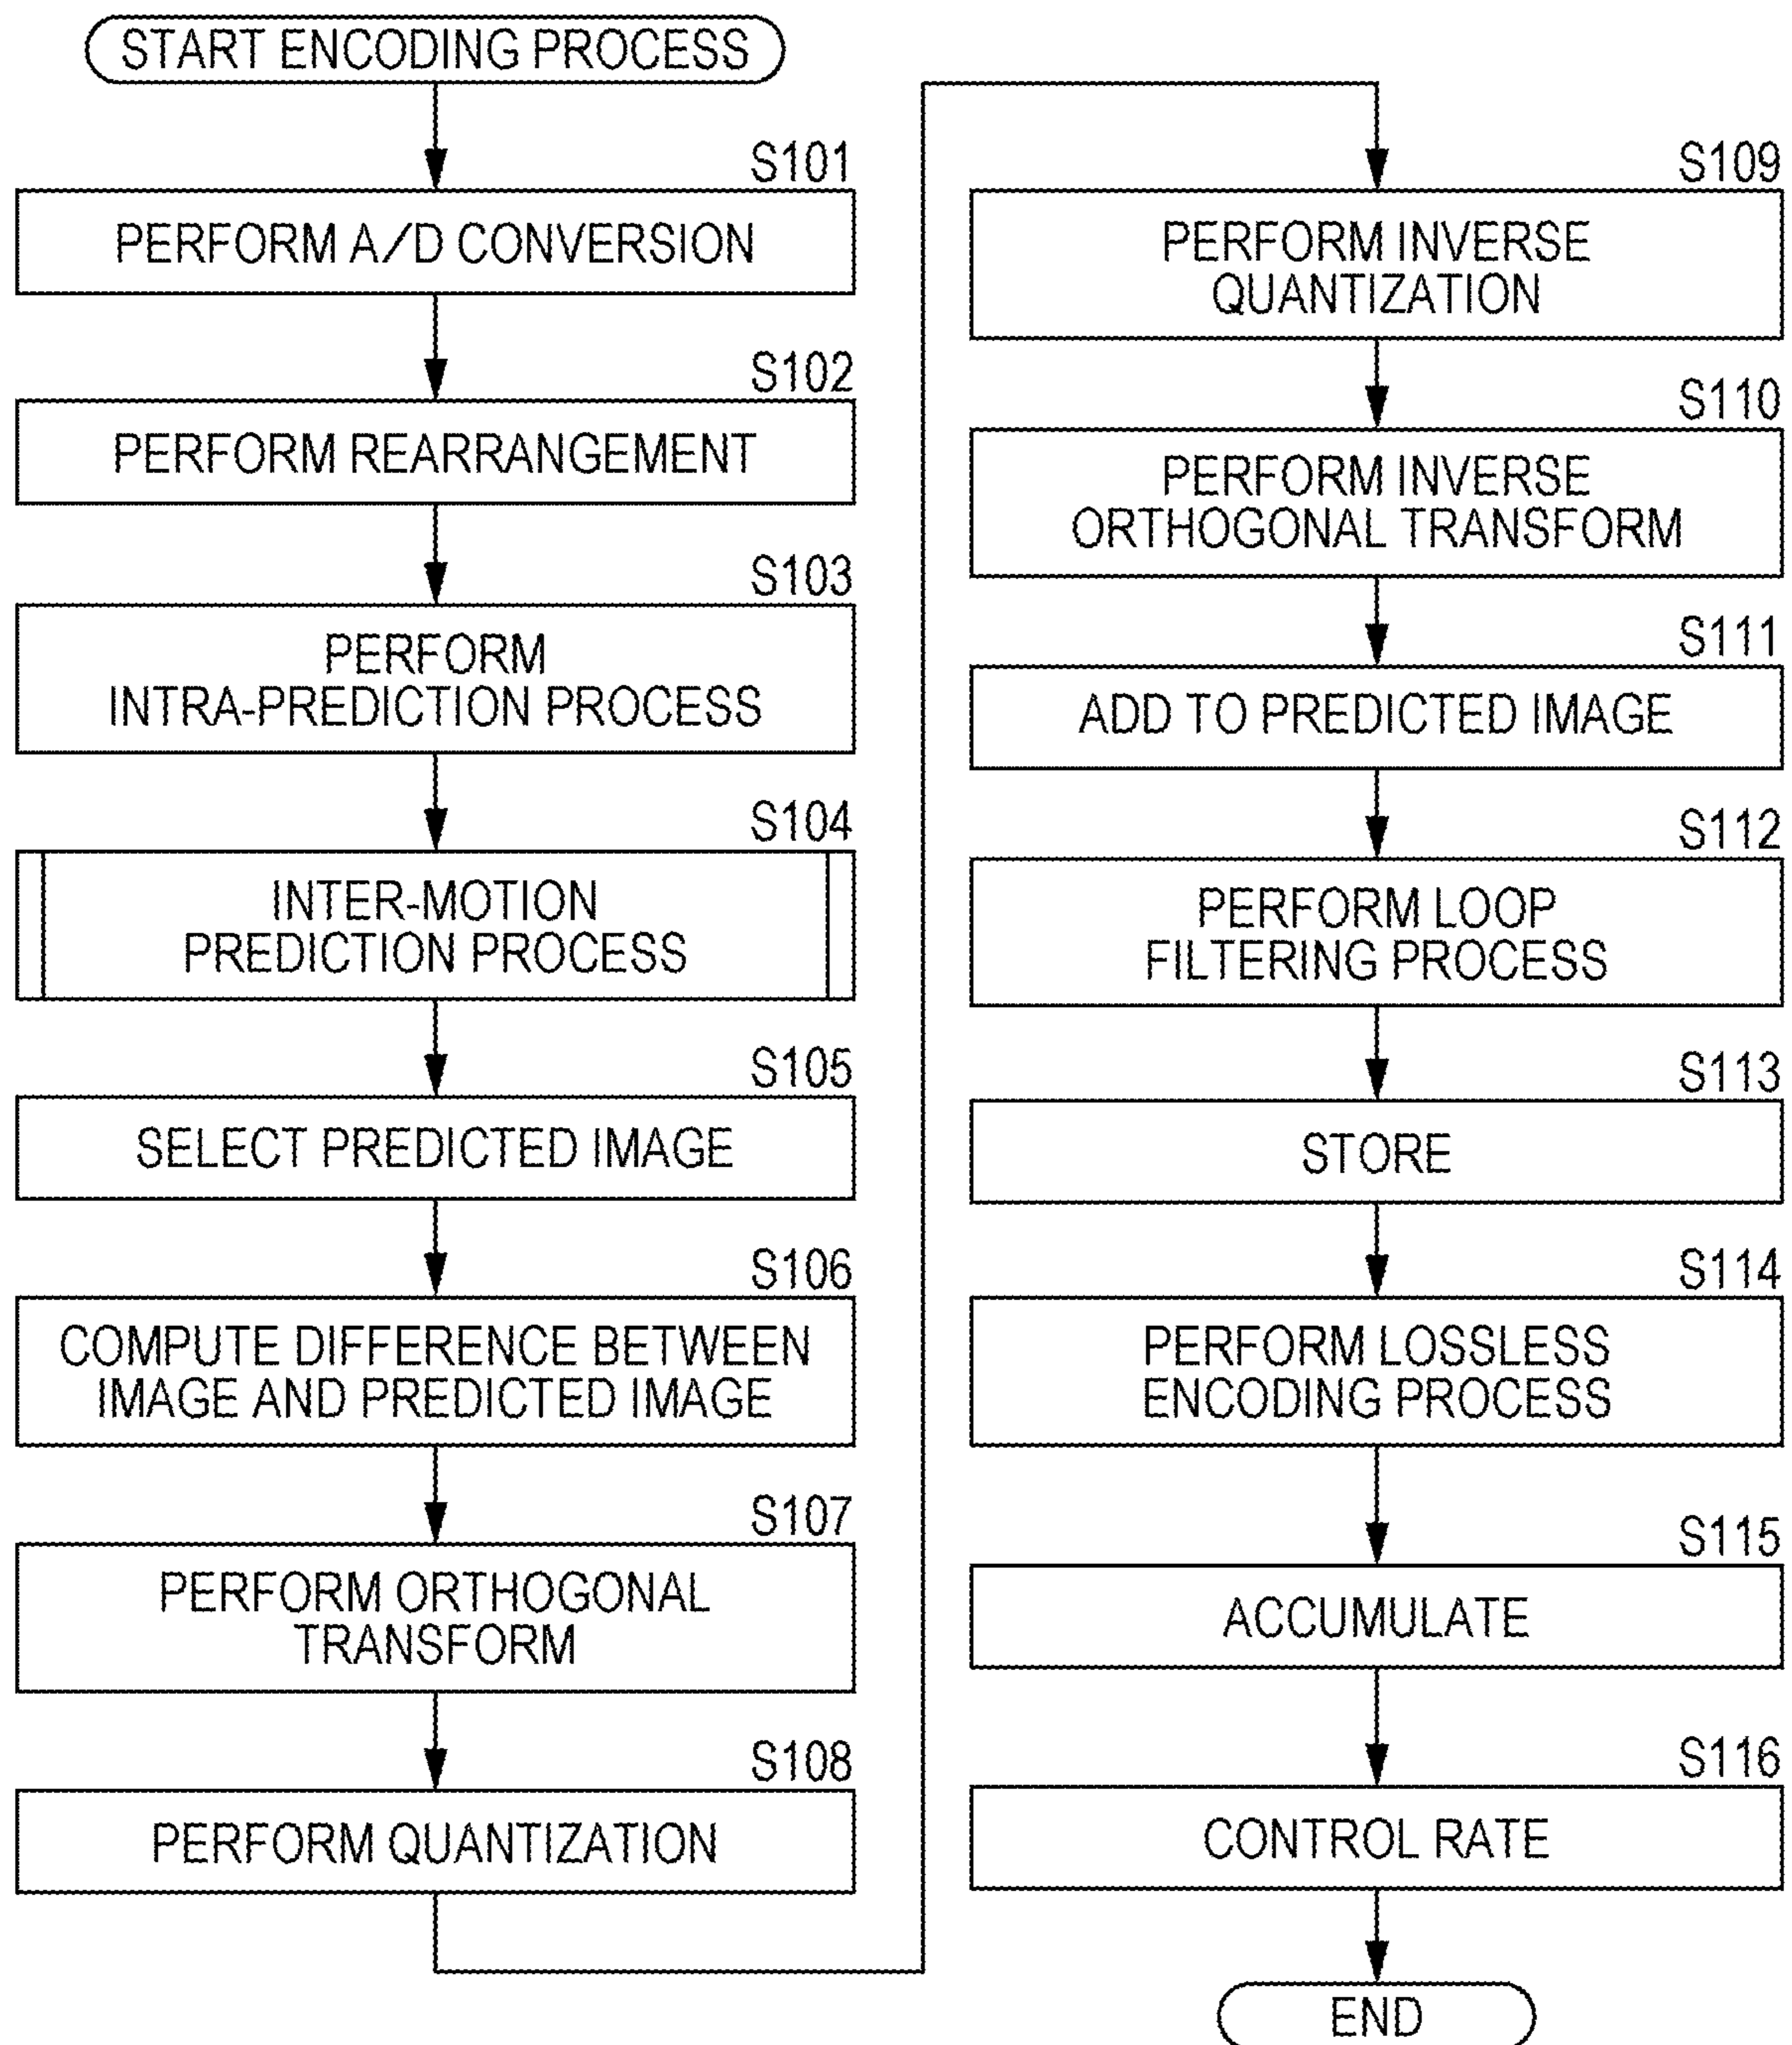 START ENCODING PROCESS
S101
PERFORM A/D CONVERSION
S102
PERFORM REARRANGEMENT
S103
PERFORM
INTRA-PREDICTION PROCESS
S104
INTER-MOTION
PREDICTION PROCESS
S105
SELECT PREDICTED IMAGE
S106
COMPUTE DIFFERENCE BETWEEN
IMAGE AND PREDICTED IMAGE
S107
PERFORM ORTHOGONAL
TRANSFORM
S108
PERFORM QUANTIZATION
S109
PERFORM INVERSE
QUANTIZATION
S110
PERFORM INVERSE
ORTHOGONAL TRANSFORM
S111
ADD TO PREDICTED IMAGE
S112
PERFORM LOOP
FILTERING PROCESS
S113
STORE
S114
PERFORM LOSSLESS
ENCODING PROCESS
S115
ACCUMULATE
S116
CONTROL RATE
END